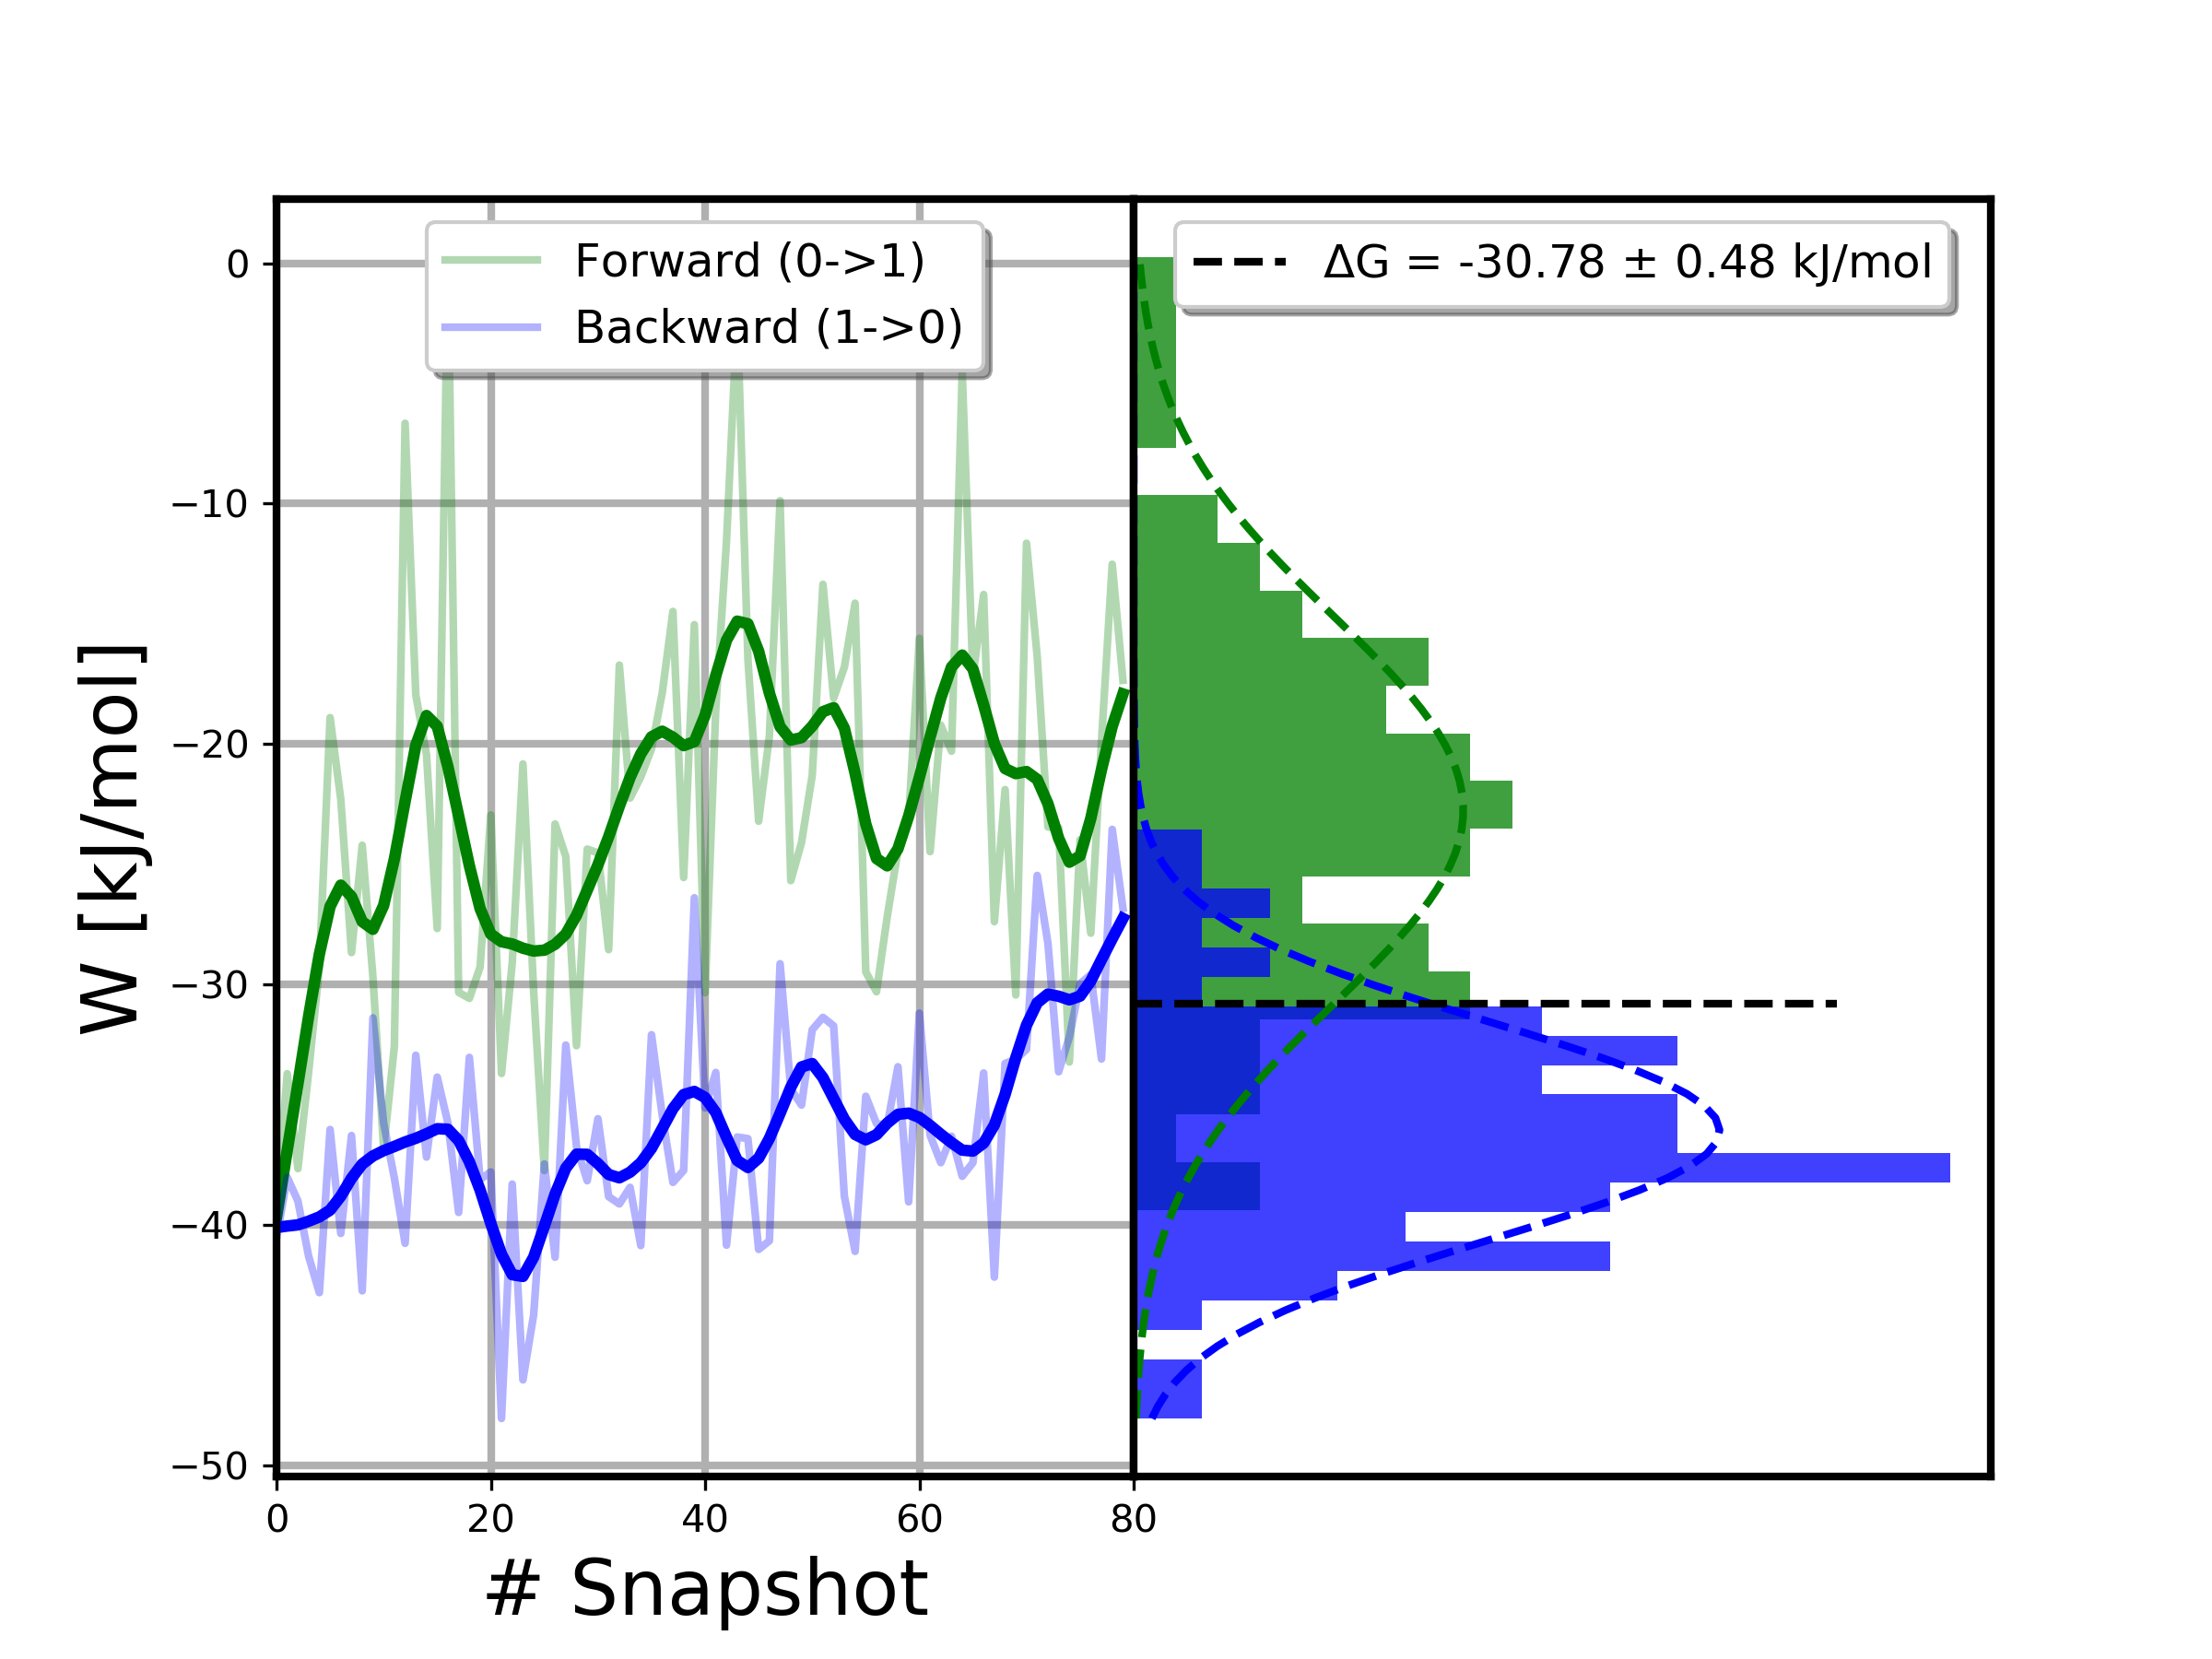 Forward (0->1)
Backward (1->0)
ΔG = -30.78 ± 0.48 kJ/mol
0
−10
−20
−30
−40
−50
W [kJ/mol]
0 20 40 60 80
# Snapshot